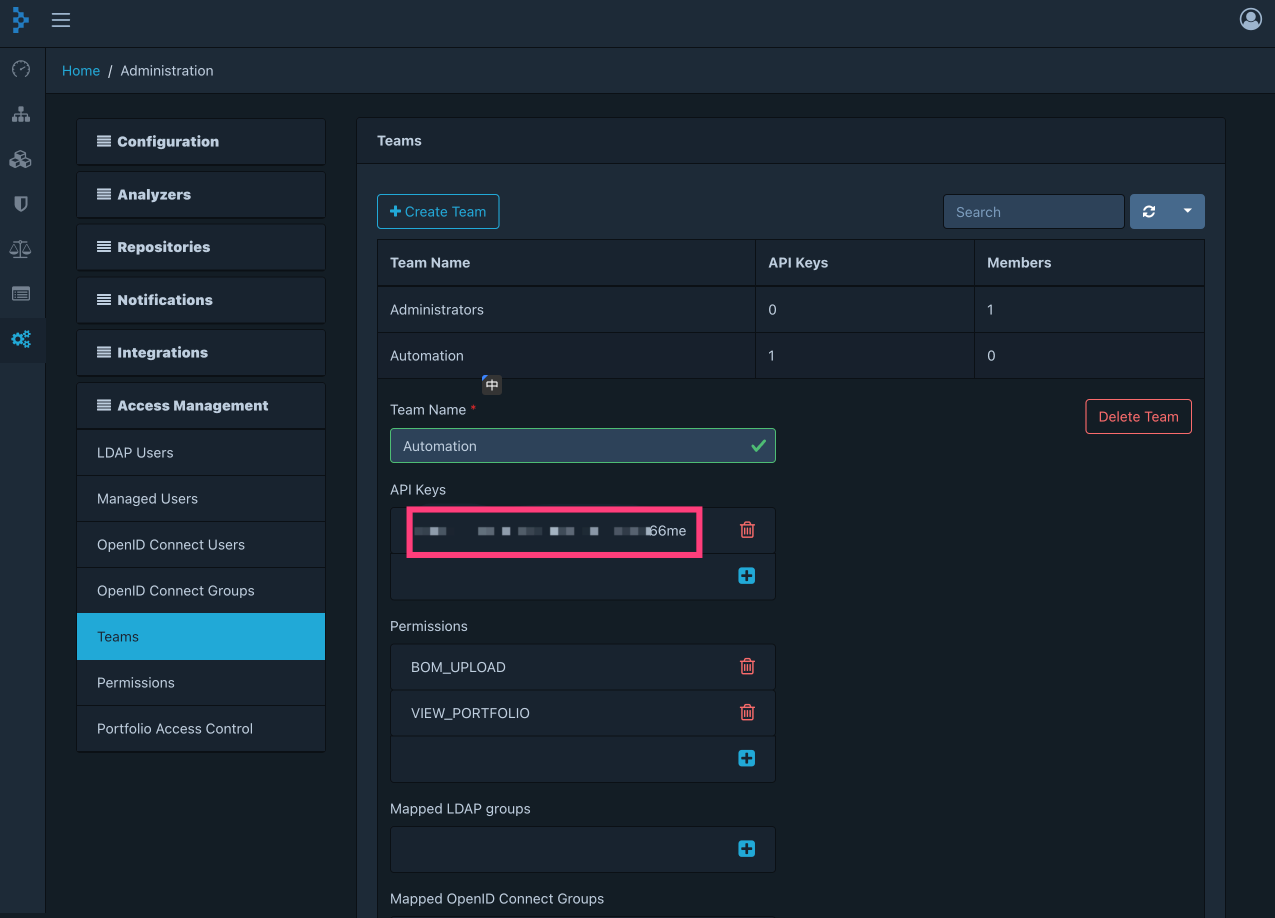 Home / Administration
Configuration
Analyzers
Repositories
Notifications
Integrations
Access Management
LDAP Users
Managed Users
OpenID Connect Users
OpenID Connect Groups
Teams
Permissions
Portfolio Access Control
Teams
Create Team
Search
Team Name API Keys Members
Administrators 0 1
Automation 1 0
中
Team Name *
Delete Team
Automation
API Keys
66me
Permissions
BOM_UPLOAD
VIEW_PORTFOLIO
Mapped LDAP groups
Mapped OpenID Connect Groups